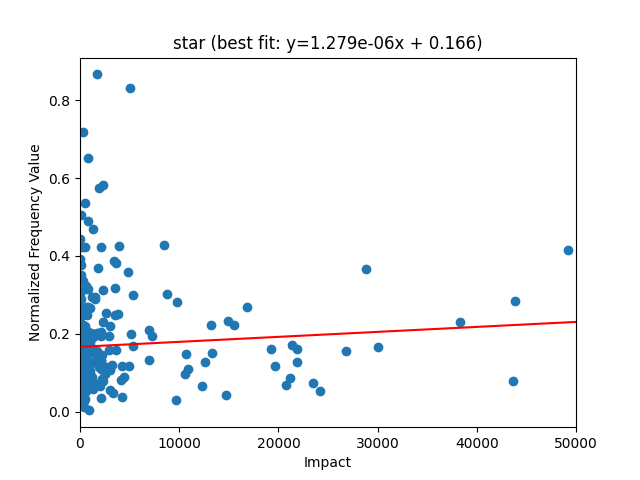 star (best fit: y=1.279e-06x + 0.166)
Normalized Frequency Value
0.8
0.6
0.4
0.2
0.0
0 10000 20000 30000 40000 50000
Impact